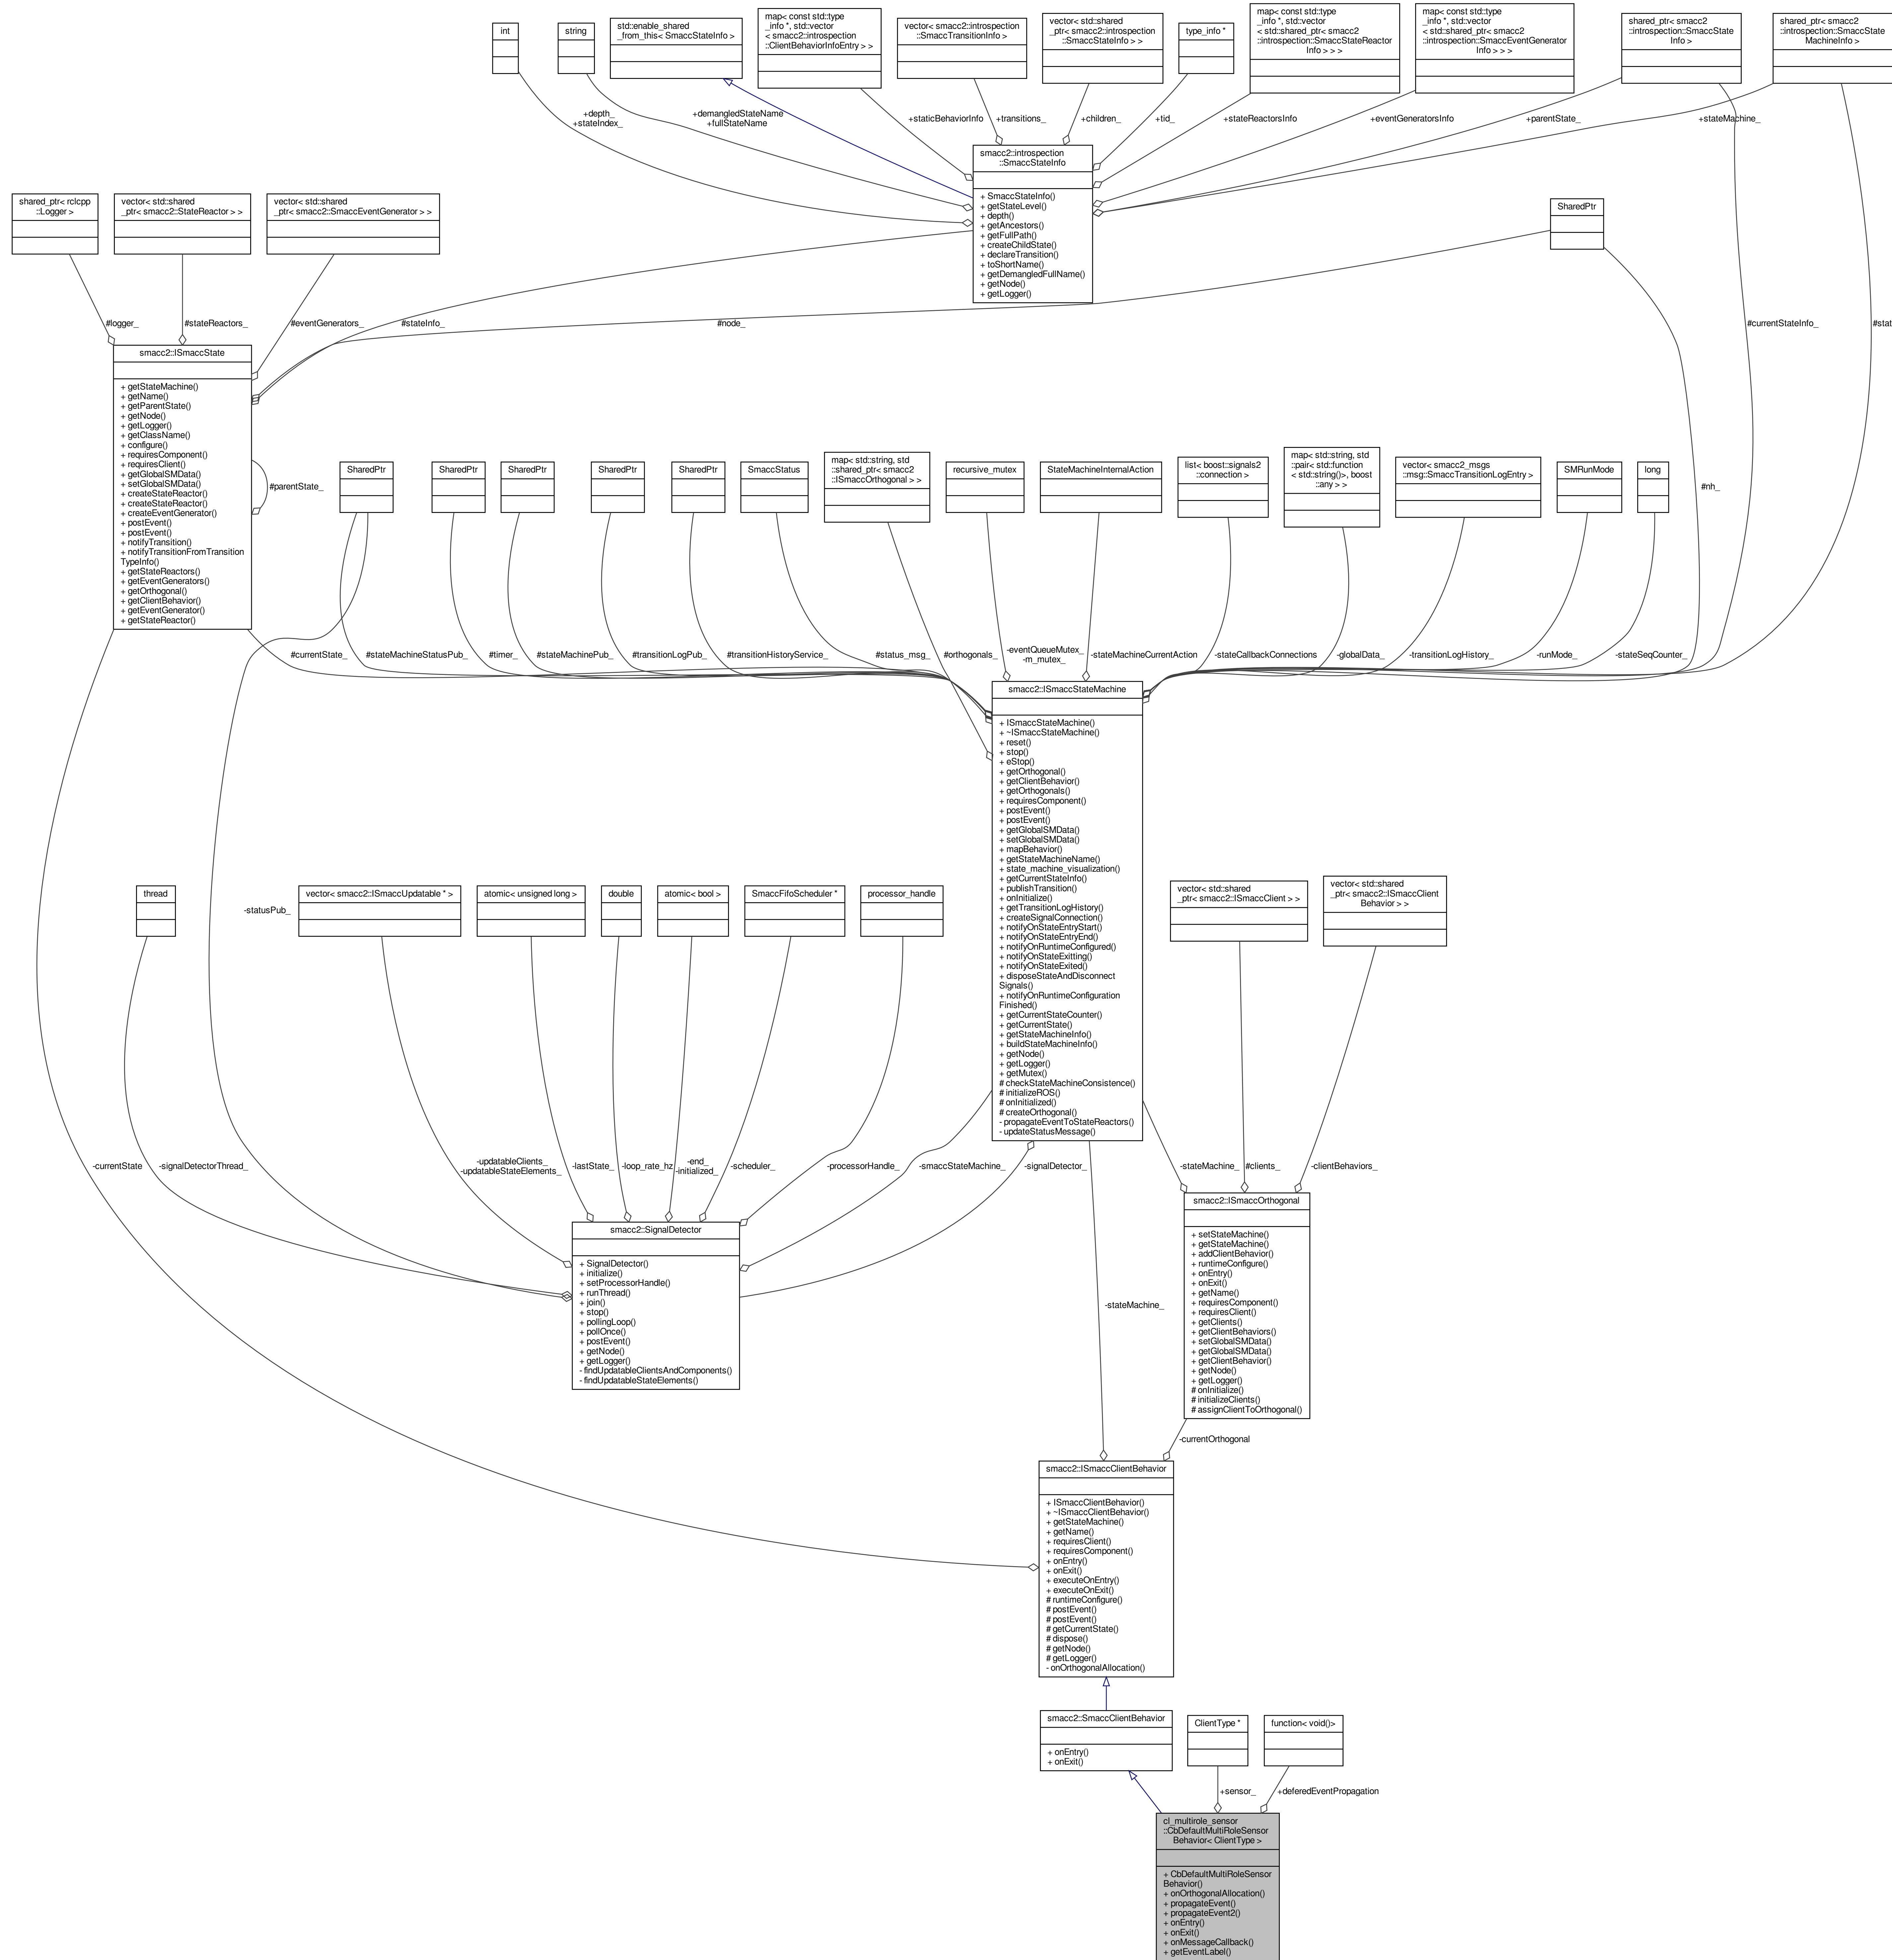 int
string
std::enable_shared
_from_this< SmaccStateInfo >
map< const std::type
_info *, std::vector
< smacc2::introspection
::ClientBehaviorInfoEntry > >
vector< smacc2::introspection
::SmaccTransitionInfo >
vector< std::shared
_ptr< smacc2::introspection
::SmaccStateInfo > >
type_info *
map< const std::type
_info *, std::vector
< std::shared_ptr< smacc2
::introspection::SmaccStateReactor
Info > > >
map< const std::type
_info *, std::vector
< std::shared_ptr< smacc2
::introspection::SmaccEventGenerator
Info > > >
shared_ptr< smacc2
::introspection::SmaccState
Info >
shared_ptr< smacc2
::introspection::SmaccState
MachineInfo >
+depth_
+stateIndex_
+demangledStateName
+fullStateName
+staticBehaviorInfo
+transitions_
+children_
+tid_
+stateReactorsInfo
+eventGeneratorsInfo
+parentState_
+stateMachine_
smacc2::introspection
::SmaccStateInfo
+ SmaccStateInfo()
+ getStateLevel()
+ depth()
+ getAncestors()
+ getFullPath()
+ createChildState()
+ declareTransition()
+ toShortName()
+ getDemangledFullName()
+ getNode()
+ getLogger()
shared_ptr< rclcpp
::Logger >
vector< std::shared
_ptr< smacc2::StateReactor > >
vector< std::shared
_ptr< smacc2::SmaccEventGenerator > >
SharedPtr
#logger_
#stateReactors_
#eventGenerators_
#stateInfo_
#node_
#currentStateInfo_
#stat
smacc2::ISmaccState
+ getStateMachine()
+ getName()
+ getParentState()
+ getNode()
+ getLogger()
+ getClassName()
+ configure()
+ requiresComponent()
+ requiresClient()
+ getGlobalSMData()
+ setGlobalSMData()
+ createStateReactor()
+ createStateReactor()
+ createEventGenerator()
+ postEvent()
+ postEvent()
+ notifyTransition()
+ notifyTransitionFromTransition
TypeInfo()
+ getStateReactors()
+ getEventGenerators()
+ getOrthogonal()
+ getClientBehavior()
+ getEventGenerator()
+ getStateReactor()
#parentState_
SharedPtr
SharedPtr
SharedPtr
SharedPtr
SharedPtr
SmaccStatus
map< std::string, std
::shared_ptr< smacc2
::ISmaccOrthogonal > >
recursive_mutex
StateMachineInternalAction
list< boost::signals2
::connection >
map< std::string, std
::pair< std::function
< std::string()>, boost
::any > >
vector< smacc2_msgs
::msg::SmaccTransitionLogEntry >
SMRunMode
long
#nh_
#currentState_
#stateMachineStatusPub_
#timer_
#stateMachinePub_
#transitionLogPub_
#transitionHistoryService_
#status_msg_
#orthogonals_
-eventQueueMutex_
-m_mutex_
-stateMachineCurrentAction
-stateCallbackConnections
-globalData_
-transitionLogHistory_
-runMode_
-stateSeqCounter_
smacc2::ISmaccStateMachine
+ ISmaccStateMachine()
+ ~ISmaccStateMachine()
+ reset()
+ stop()
+ eStop()
+ getOrthogonal()
+ getClientBehavior()
+ getOrthogonals()
+ requiresComponent()
+ postEvent()
+ postEvent()
+ getGlobalSMData()
+ setGlobalSMData()
+ mapBehavior()
+ getStateMachineName()
+ state_machine_visualization()
+ getCurrentStateInfo()
+ publishTransition()
+ onInitialize()
+ getTransitionLogHistory()
+ createSignalConnection()
+ notifyOnStateEntryStart()
+ notifyOnStateEntryEnd()
+ notifyOnRuntimeConfigured()
+ notifyOnStateExitting()
+ notifyOnStateExited()
+ disposeStateAndDisconnect
Signals()
+ notifyOnRuntimeConfiguration
Finished()
+ getCurrentStateCounter()
+ getCurrentState()
+ getStateMachineInfo()
+ buildStateMachineInfo()
+ getNode()
+ getLogger()
+ getMutex()
# checkStateMachineConsistence()
# initializeROS()
# onInitialized()
# createOrthogonal()
- propagateEventToStateReactors()
- updateStatusMessage()
thread
-statusPub_
vector< smacc2::ISmaccUpdatable * >
atomic< unsigned long >
double
atomic< bool >
SmaccFifoScheduler *
processor_handle
vector< std::shared
_ptr< smacc2::ISmaccClient > >
vector< std::shared
_ptr< smacc2::ISmaccClient
Behavior > >
-currentState
-signalDetectorThread_
-updatableClients_
-updatableStateElements_
-lastState_
-loop_rate_hz
-end_
-initialized_
-scheduler_
-processorHandle_
-smaccStateMachine_
-signalDetector_
-stateMachine_
#clients_
-clientBehaviors_
smacc2::SignalDetector
+ SignalDetector()
+ initialize()
+ setProcessorHandle()
+ runThread()
+ join()
+ stop()
+ pollingLoop()
+ pollOnce()
+ postEvent()
+ getNode()
+ getLogger()
- findUpdatableClientsAndComponents()
- findUpdatableStateElements()
-stateMachine_
smacc2::ISmaccOrthogonal
+ setStateMachine()
+ getStateMachine()
+ addClientBehavior()
+ runtimeConfigure()
+ onEntry()
+ onExit()
+ getName()
+ requiresComponent()
+ requiresClient()
+ getClients()
+ getClientBehaviors()
+ setGlobalSMData()
+ getGlobalSMData()
+ getClientBehavior()
+ getNode()
+ getLogger()
# onInitialize()
# initializeClients()
# assignClientToOrthogonal()
-currentOrthogonal
smacc2::ISmaccClientBehavior
+ ISmaccClientBehavior()
+ ~ISmaccClientBehavior()
+ getStateMachine()
+ getName()
+ requiresClient()
+ requiresComponent()
+ onEntry()
+ onExit()
+ executeOnEntry()
+ executeOnExit()
# runtimeConfigure()
# postEvent()
# postEvent()
# getCurrentState()
# dispose()
# getNode()
# getLogger()
- onOrthogonalAllocation()
smacc2::SmaccClientBehavior
+ onEntry()
+ onExit()
ClientType *
function< void()>
+sensor_
+deferedEventPropagation
cl_multirole_sensor
::CbDefaultMultiRoleSensor
Behavior< ClientType >
+ CbDefaultMultiRoleSensor
Behavior()
+ onOrthogonalAllocation()
+ propagateEvent()
+ propagateEvent2()
+ onEntry()
+ onExit()
+ onMessageCallback()
+ getEventLabel()